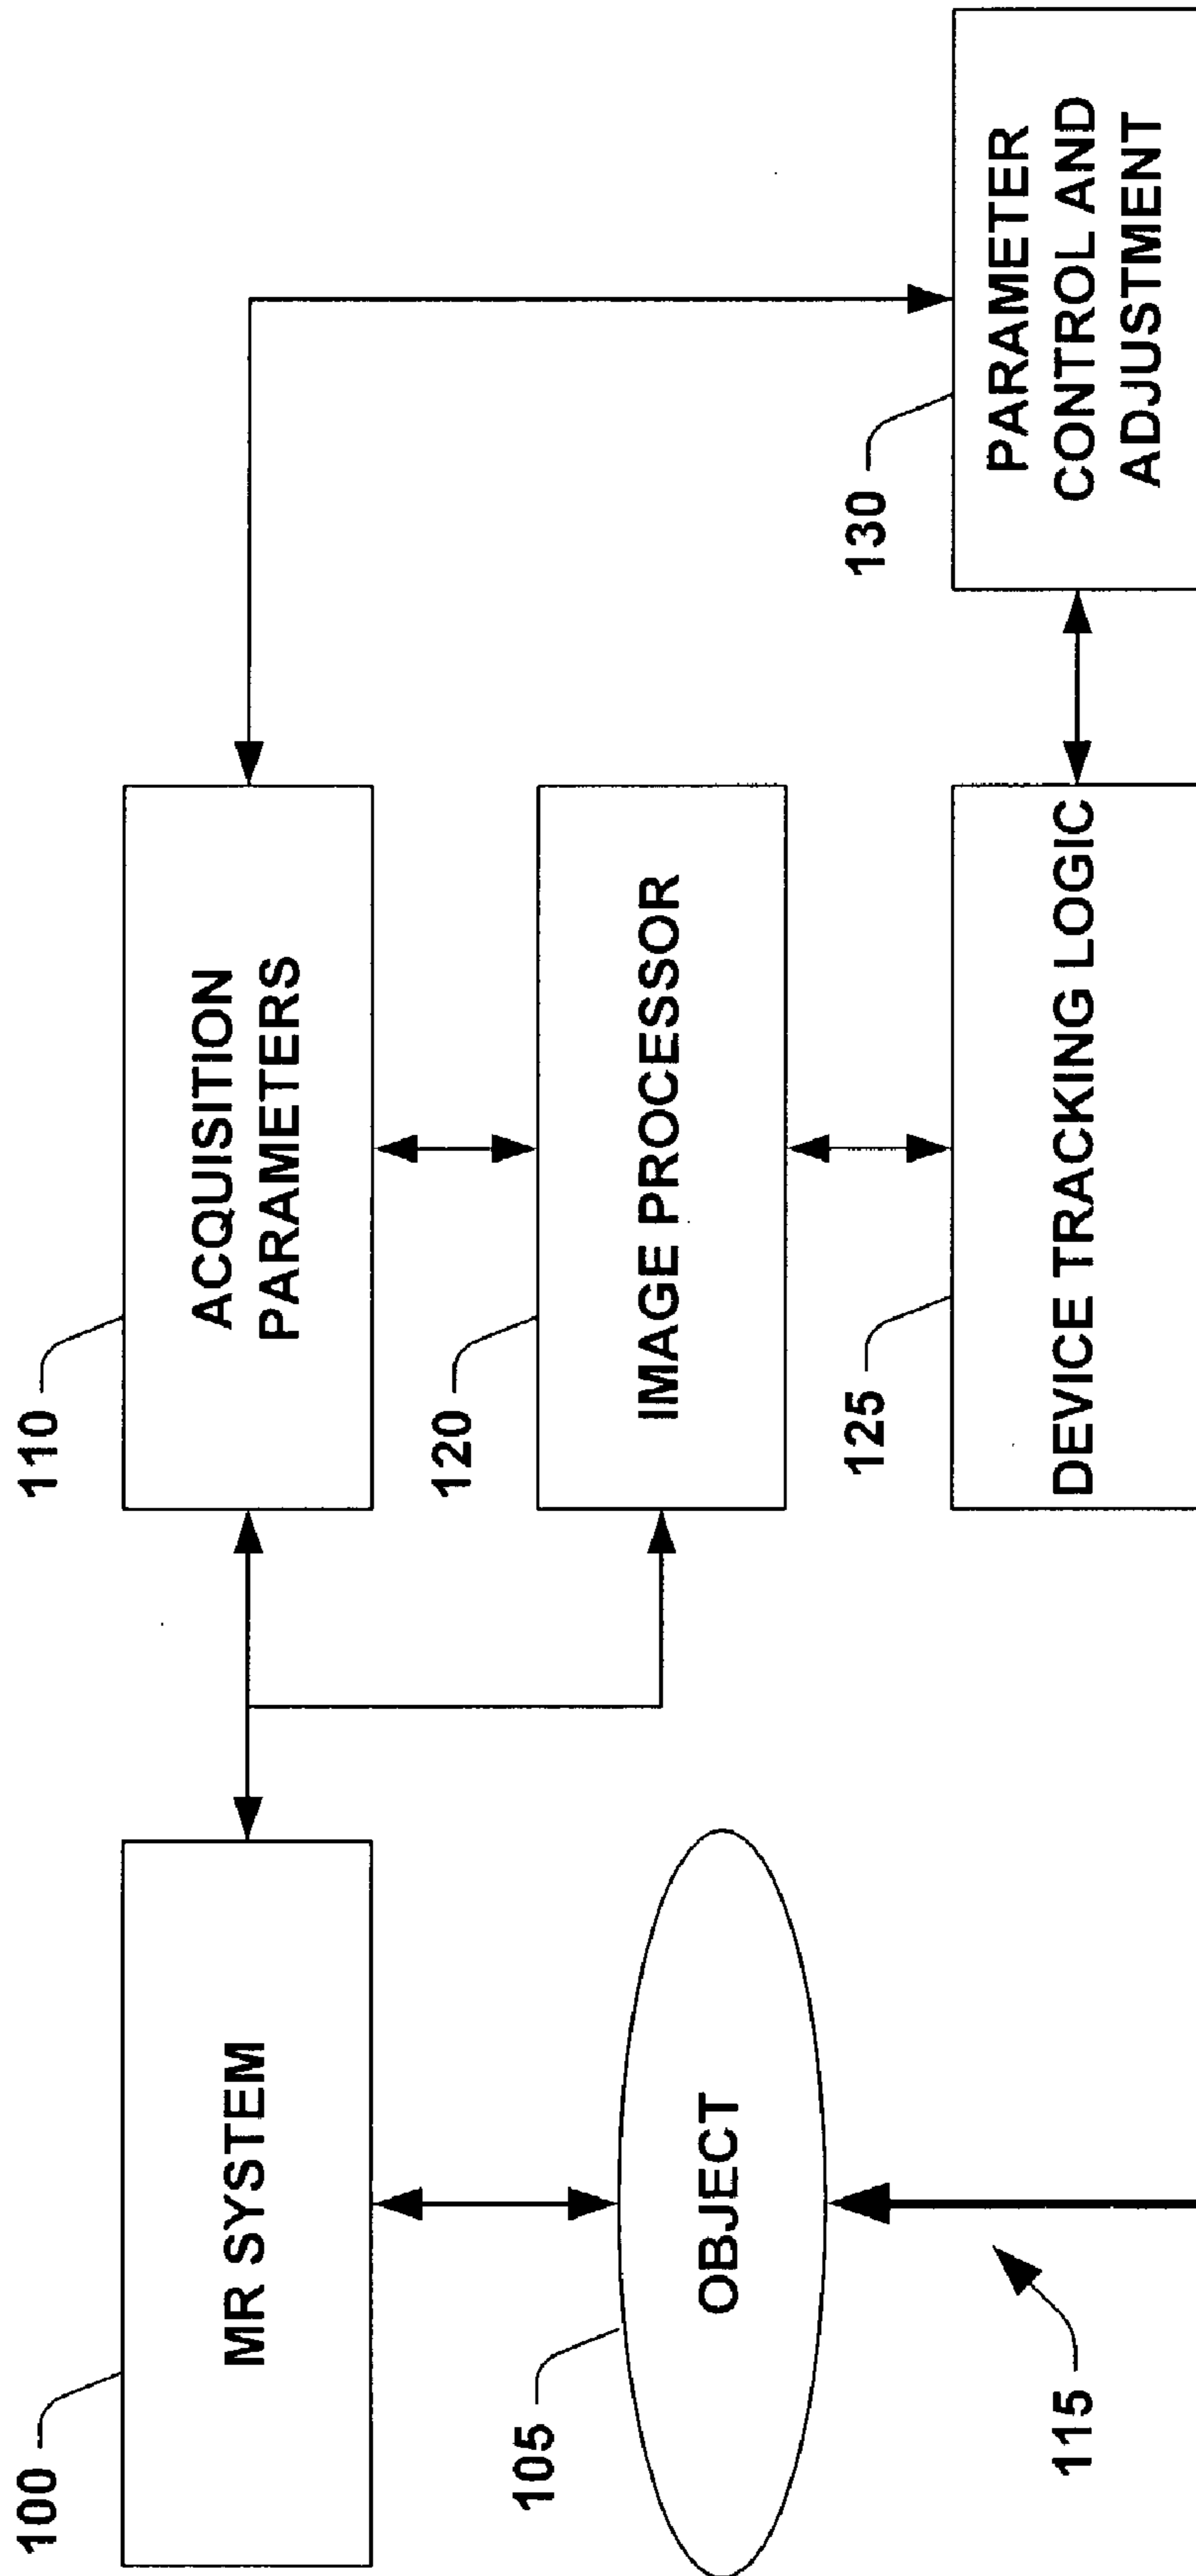 100
MR SYSTEM
105
OBJECT
115
110
ACQUISITION
PARAMETERS
120
IMAGE PROCESSOR
125
DEVICE TRACKING LOGIC
130
PARAMETER
CONTROL AND
ADJUSTMENT